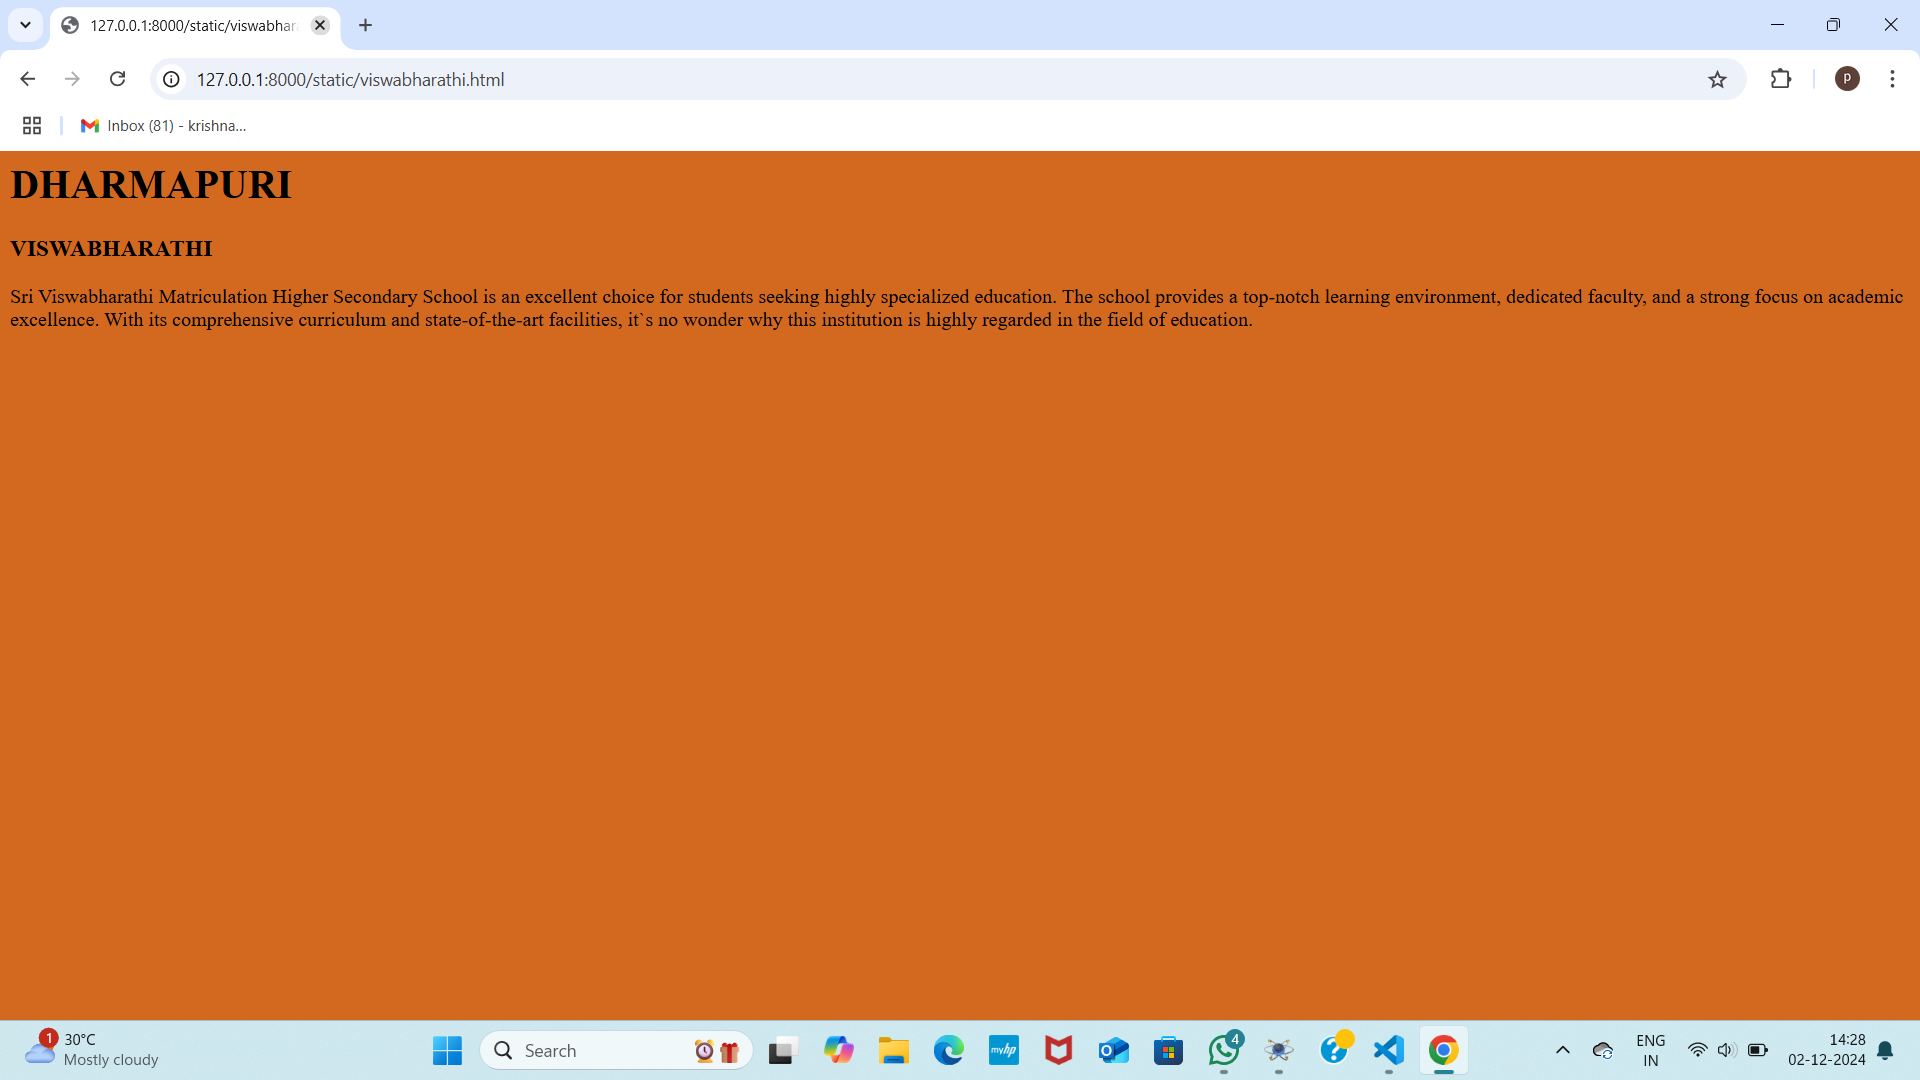 127.0.0.1:8000/static/viswabhar
127.0.0.1:8000/static/viswabharathi.html
P
Inbox (81) - krishna...
DHARMAPURI
VISWABHARATHI
Sri Viswabharathi Matriculation Higher Secondary School is an excellent choice for students seeking highly specialized education. The school provides a top-notch learning environment, dedicated faculty, and a strong focus on academic
excellence. With its comprehensive curriculum and state-of-the-art facilities, it`s no wonder why this institution is highly regarded in the field of education.
1
30°C
Mostly cloudy
Search
myhp
4
ENG
IN
14:28
02-12-2024